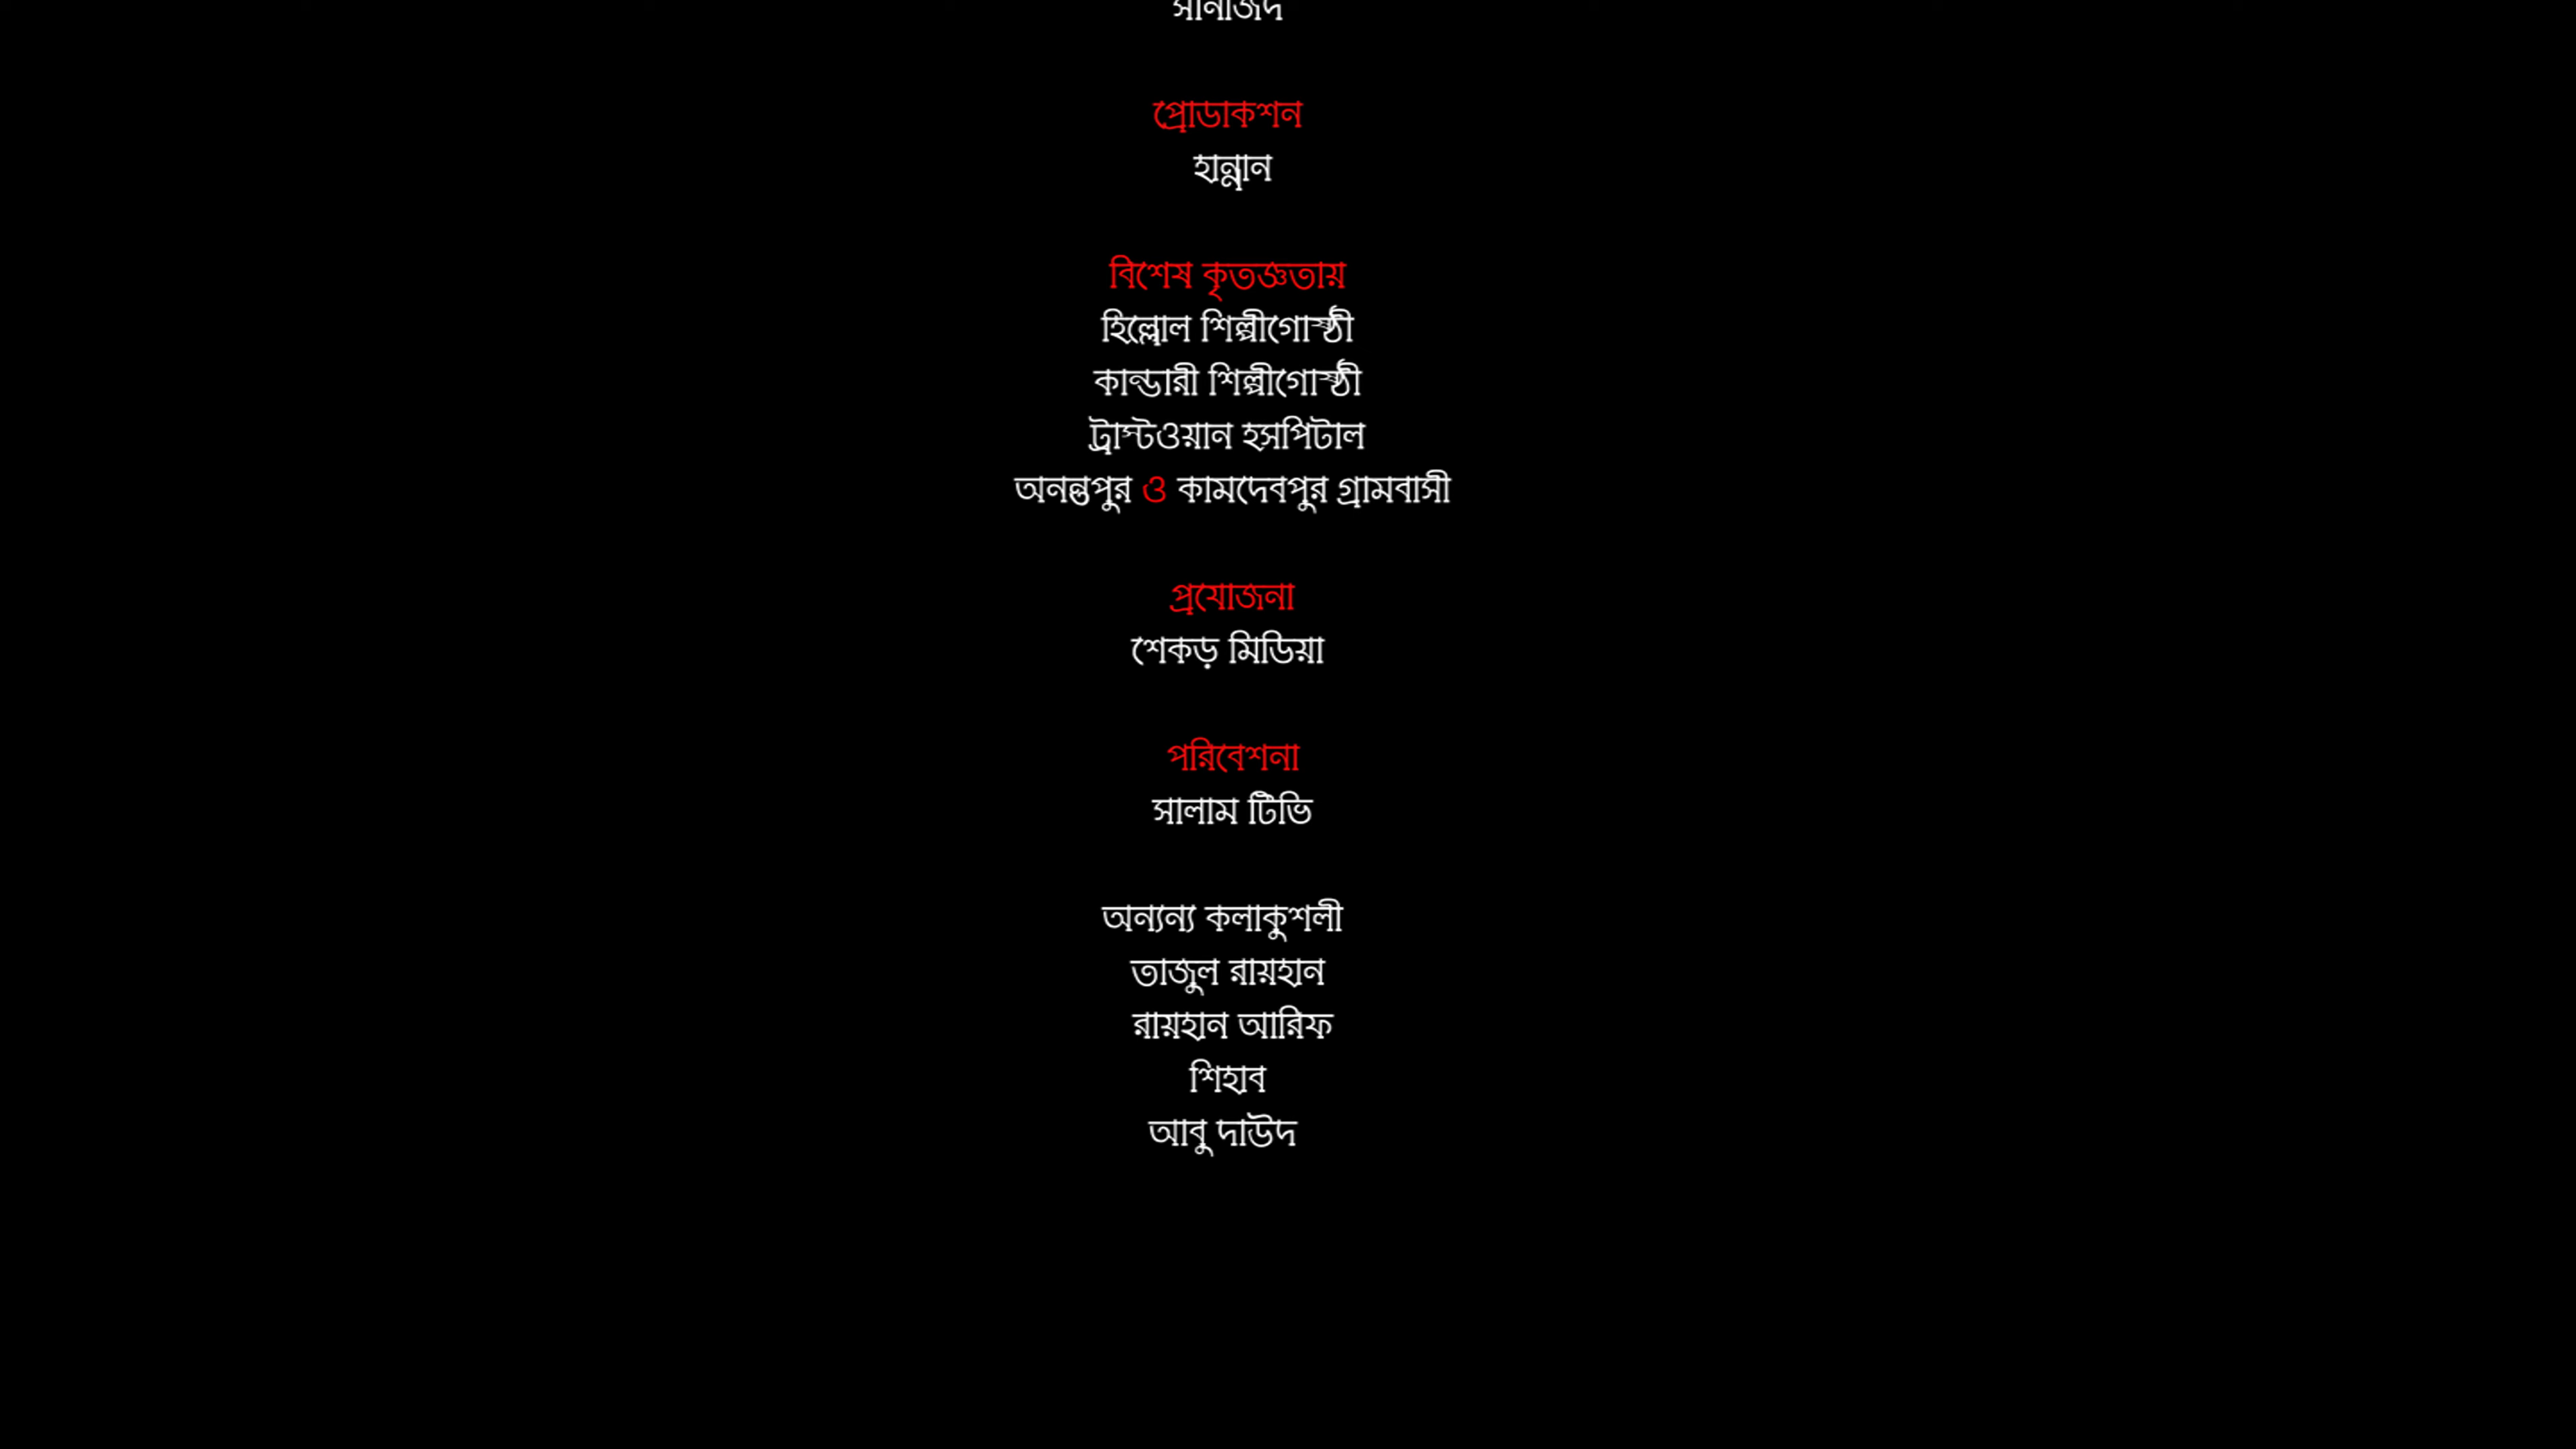 প্রোডাকশন
হান্নান
বিশেষ কৃতজ্ঞতায়
হিল্লোল শিল্পীগোস্ঠী
কান্ডারী শিল্পীগোস্ঠী
ট্রাস্টওয়ান হসপিটাল
অনন্তপুর ও কামদেবপুর গ্রামবাসী
প্রযোজনা
শেকড় মিডিয়া
পরিবেশনা
সালাম টিভি
অন্যন্য কলাকুশলী
তাজুল রায়হান
রায়হান আরিফ
শিহাব
আবু দাউদ